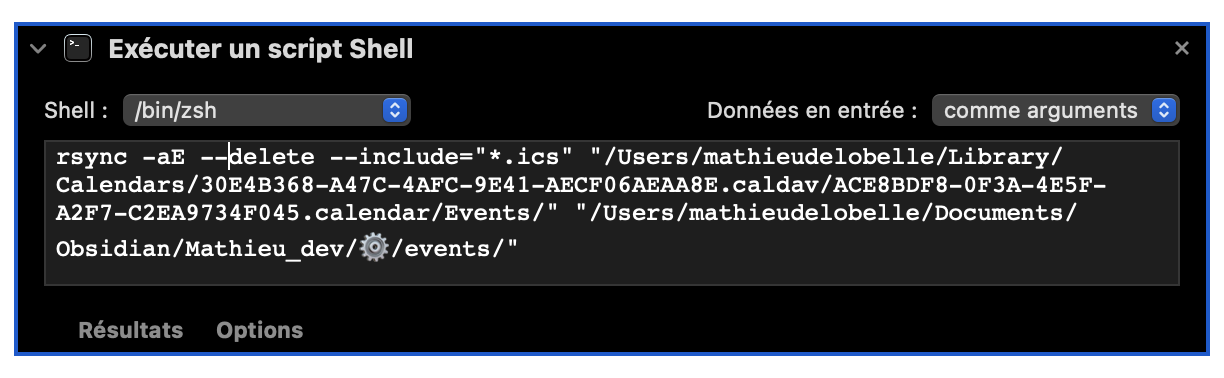 Exécuter un script Shell
Shell : /bin/zsh Données en entrée : comme arguments
rsync -aE --delete --include="*.ics" "/Users/mathieudelobelle/Library/
Calendars/30E4B368-A47C-4AFC-9E41-AECF06AEAA8E.caldav/ACE8BDF8-0F3A-4E5F-
A2F7-C2EA9734F045.calendar/Events/" "/Users/mathieudelobelle/Documents/
Obsidian/Mathieu_dev/⚙️/events/"
Résultats Options